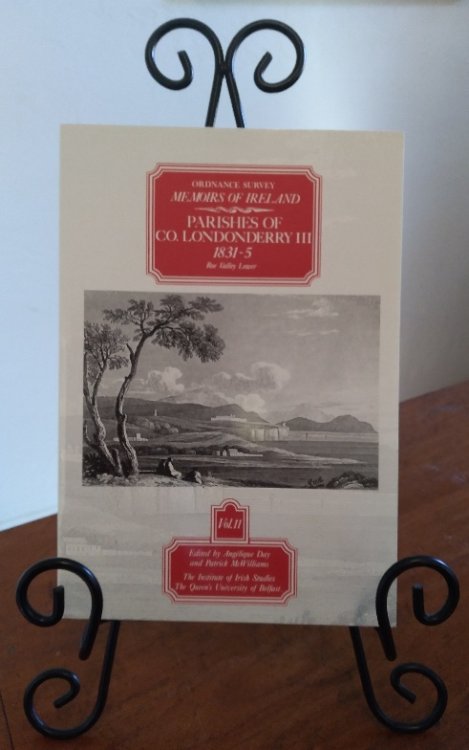 ORDNANCE SURVEY
MEMOIRS OF IRELAND
PARISHES OF
CO. LONDONDERRY III
1831-5
Roe Valley Lower
Vol. 11
Edited by Angélique Day
and Patrick McWilliams
The Institute of Irish Studies
The Queen's University of Belfast